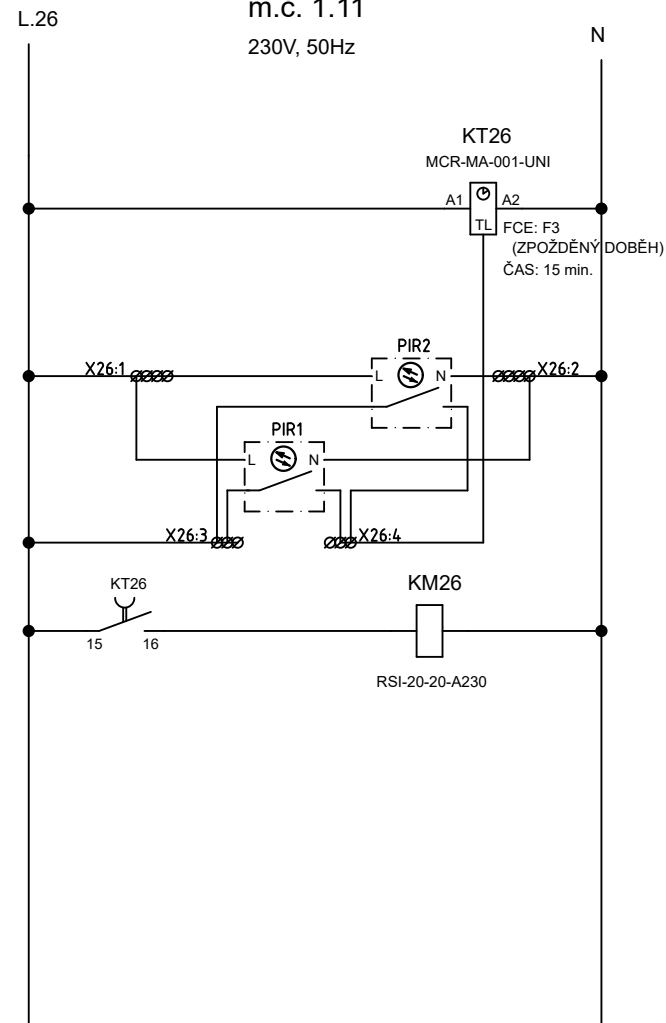 m.c. 1.11
L.26
230V, 50Hz
N
KT26
MCR-MA-001-UNI
A1
A2
TL
FCE: F3
(ZPOŽDĚNÝ DOBĚH)
ČAS: 15 min.
PIR2
X26:1
L
N
X26:2
PIR1
L
N
X26:3
X26:4
KT26
KM26
15
16
RSI-20-20-A230